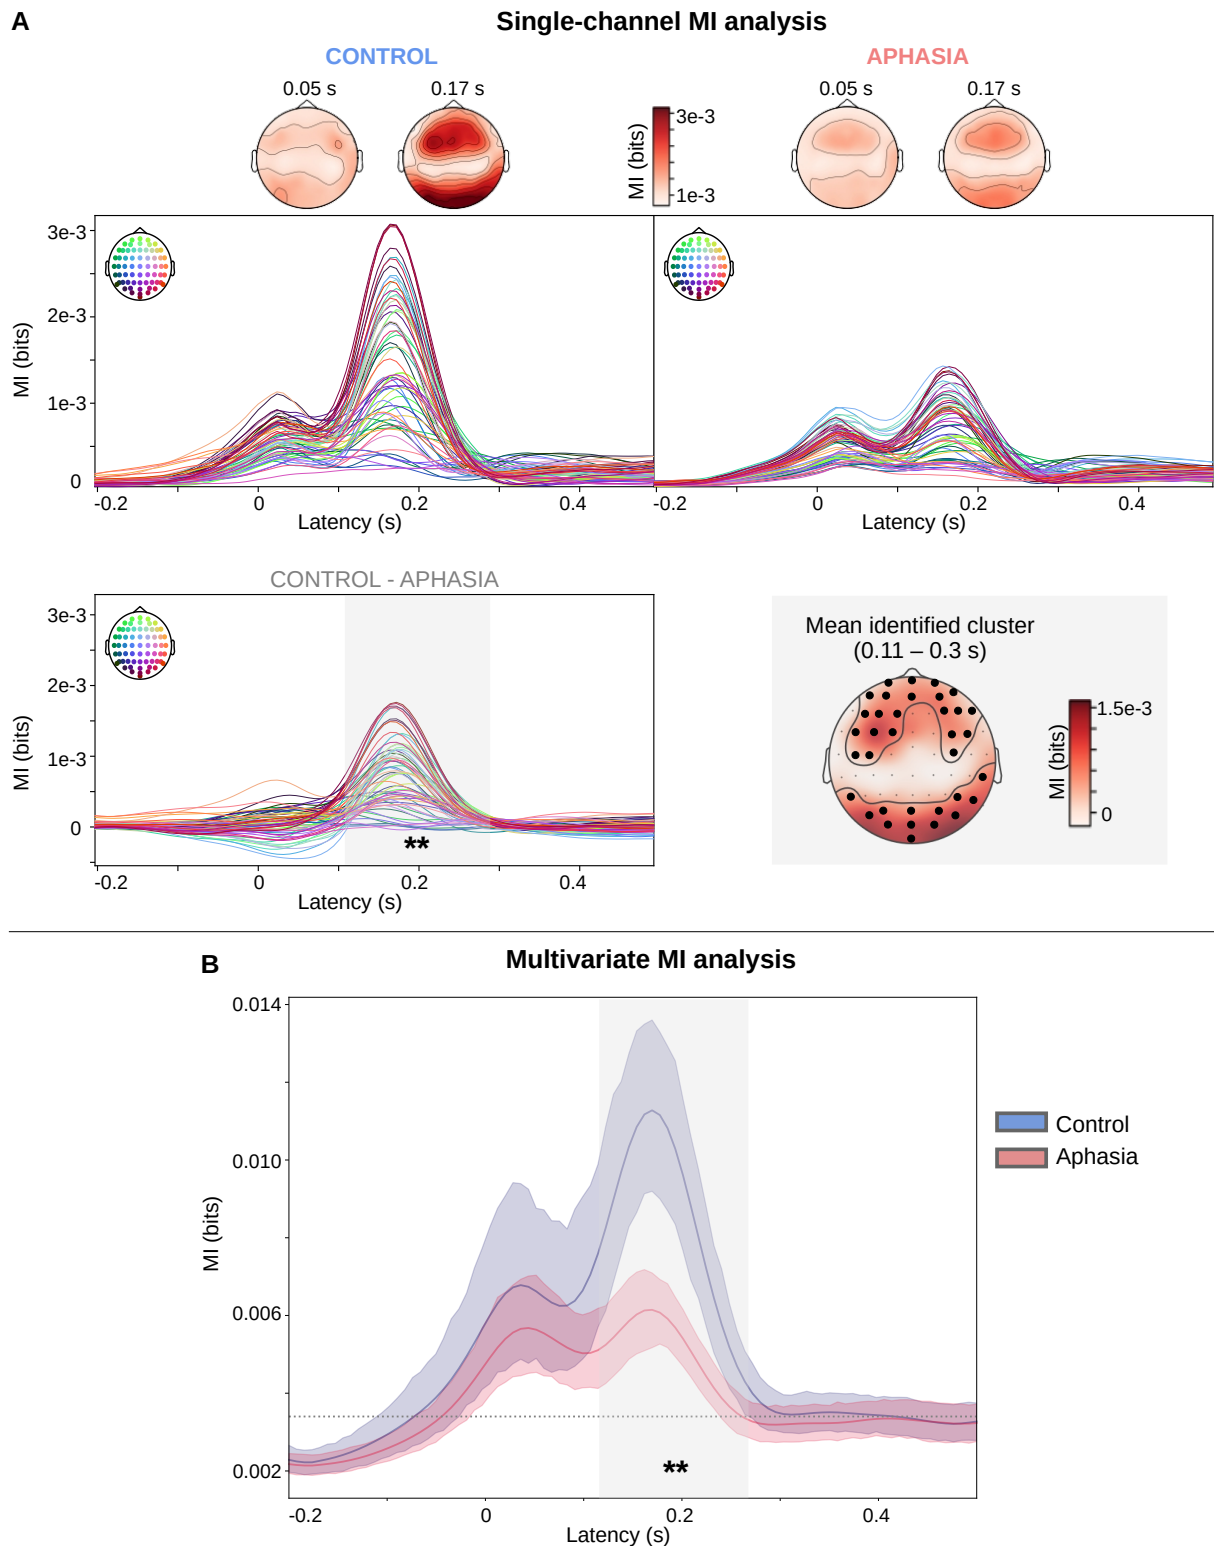 A
Single-channel MI analysis
CONTROL
APHASIA
0.05 s
0.17 s
0.05 s
0.17 s
MI (bits)
3e-3
1e-3
MI (bits)
3e-3
2e-3
1e-3
0
-0.2
0
0.2
0.4
Latency (s)
-0.2
0
0.2
0.4
Latency (s)
CONTROL - APHASIA
MI (bits)
3e-3
2e-3
1e-3
0
**
-0.2
0
0.2
0.4
Latency (s)
Mean identified cluster
(0.11 – 0.3 s)
MI (bits)
1.5e-3
0
B
Multivariate MI analysis
MI (bits)
0.014
0.010
0.006
0.002
**
-0.2
0
0.2
0.4
Latency (s)
Control
Aphasia